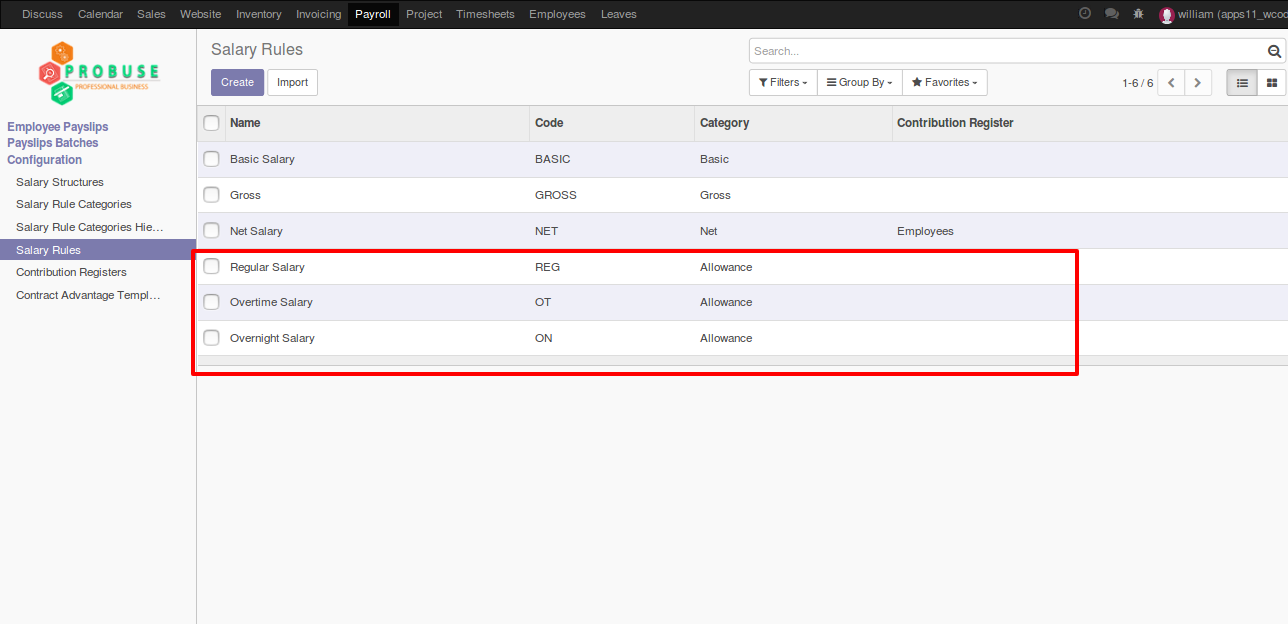 Discuss Calendar Sales Website Inventory Invoicing Payroll Project Timesheets Employees Leaves william (apps11_wcod
PROBUSE
PROFESSIONAL BUSINESS
Employee Payslips
Payslips Batches
Configuration
Salary Structures
Salary Rule Categories
Salary Rule Categories Hie...
Salary Rules
Contribution Registers
Contract Advantage Templ...
Salary Rules
Search...
Create Import
Filters Group By Favorites 1-6 / 6
Name Code Category Contribution Register
Basic Salary BASIC Basic
Gross GROSS Gross
Net Salary NET Net Employees
Regular Salary REG Allowance
Overtime Salary OT Allowance
Overnight Salary ON Allowance